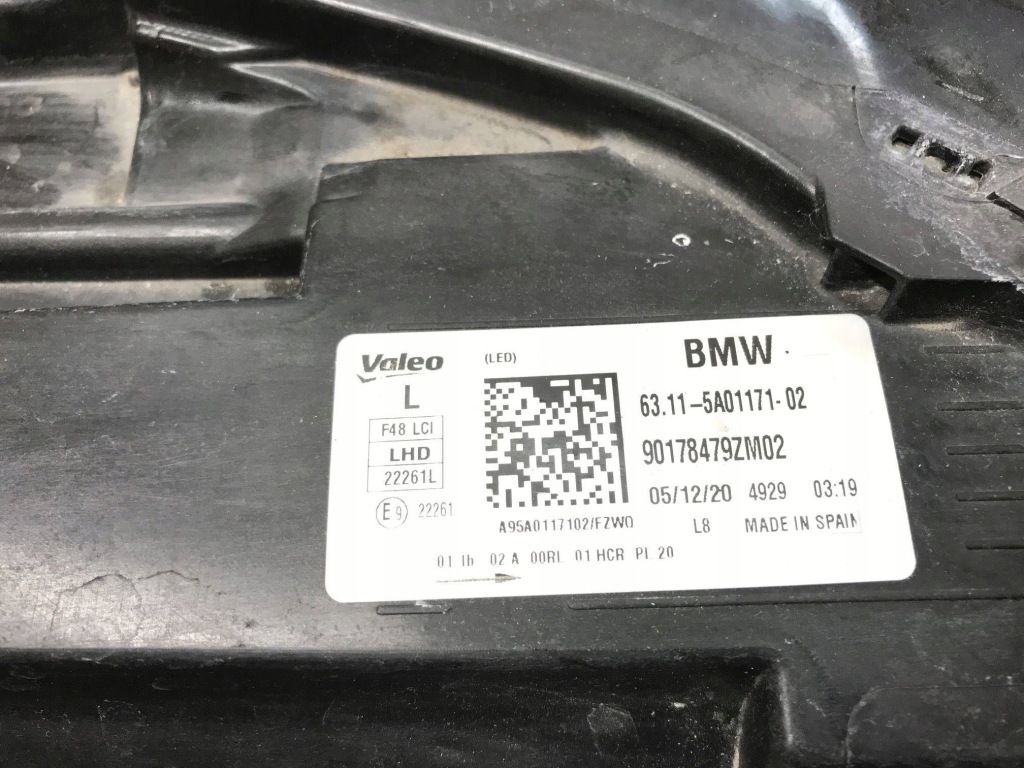 Valeo (LED) BMW
L
63.11-5A01171-02
F48 LCI
LHD
90178479ZM02
22261L
05/12/20 4929 03:19
E9 22261
A95A0117102/FZW0
L8 MADE IN SPAIN
01 Ib 02 A 00RL 01 HCR Pl 20